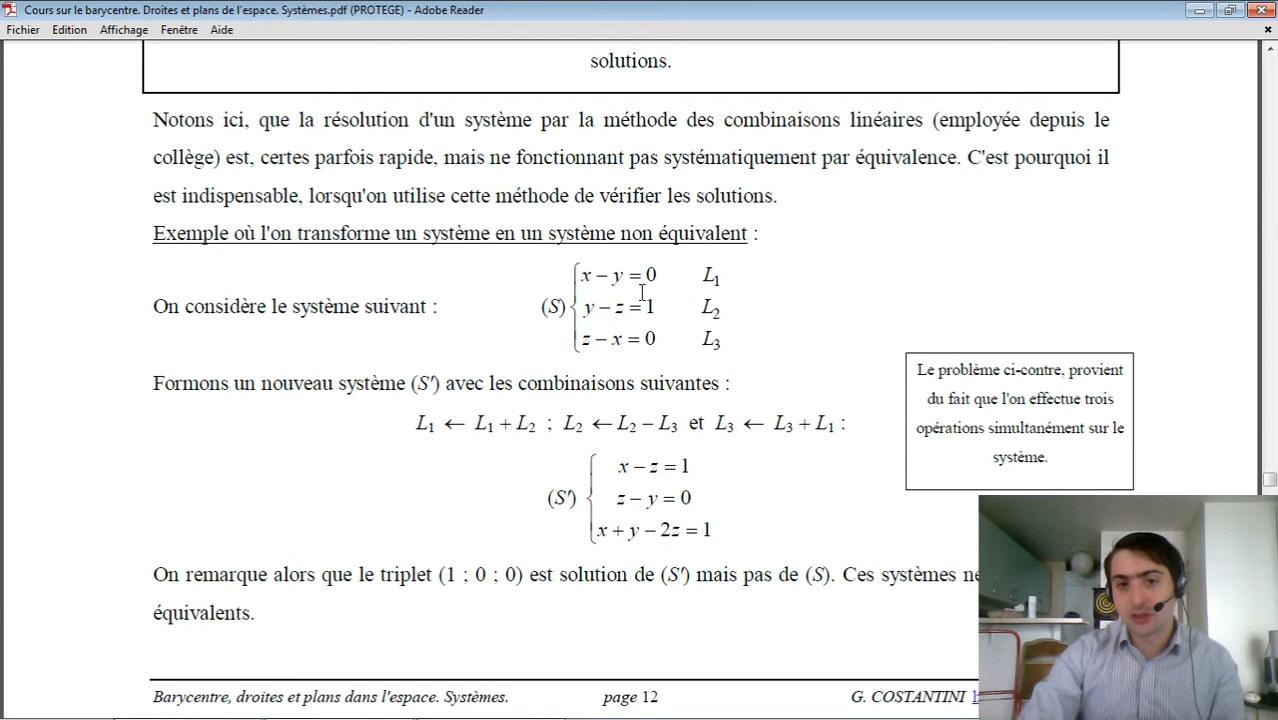 Cours sur le barycentre. Droites et plans de l'espace. Systèmes.pdf (PROTEGE) - Adobe Reader
Fichier Edition Affichage Fenêtre Aide
solutions.
Notons ici, que la résolution d'un système par la méthode des combinaisons linéaires (employée depuis le
collège) est, certes parfois rapide, mais ne fonctionnant pas systématiquement par équivalence. C'est pourquoi il
est indispensable, lorsqu'on utilise cette méthode de vérifier les solutions.
Exemple où l'on transforme un système en un système non équivalent :
x − y = 0 L₁
On considère le système suivant : (S) y − z = 1 L₂
z − x = 0 L₃
Formons un nouveau système (S') avec les combinaisons suivantes :
L₁ ← L₁ + L₂ ; L₂ ← L₂ − L₃ et L₃ ← L₃ + L₁ :
Le problème ci-contre, provient
du fait que l'on effectue trois
opérations simultanément sur le
système.
x − z = 1
(S') z − y = 0
x + y − 2z = 1
On remarque alors que le triplet (1 ; 0 ; 0) est solution de (S') mais pas de (S). Ces systèmes ne
équivalents.
Barycentre, droites et plans dans l'espace. Systèmes. page 12 G. COSTANTINI